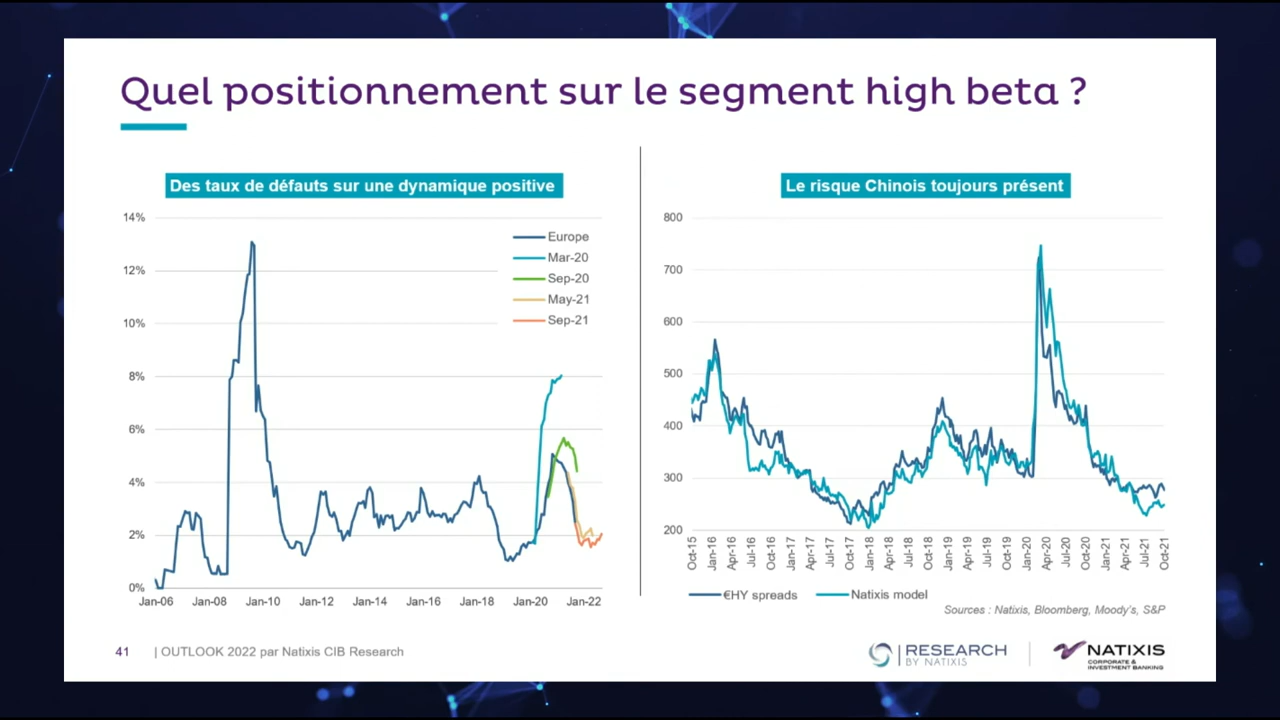 Quel positionnement sur le segment high beta ?
Des taux de défauts sur une dynamique positive
14%
12%
10%
8%
6%
4%
2%
0%
Europe
Mar-20
Sep-20
May-21
Sep-21
Jan-06 Jan-08 Jan-10 Jan-12 Jan-14 Jan-16 Jan-18 Jan-20 Jan-22
Le risque Chinois toujours présent
800
700
600
500
400
300
200
Oct-15 Jan-16 Apr-16 Jul-16 Oct-16 Jan-17 Apr-17 Jul-17 Oct-17 Jan-18 Apr-18 Jul-18 Oct-18 Jan-19 Apr-19 Jul-19 Oct-19 Jan-20 Apr-20 Jul-20 Oct-20 Jan-21 Apr-21 Jul-21 Oct-21
€HY spreads Natixis model
Sources : Natixis, Bloomberg, Moody's, S&P
41 | OUTLOOK 2022 par Natixis CIB Research
RESEARCH
BY NATIXIS
NATIXIS
CORPORATE &
INVESTMENT BANKING